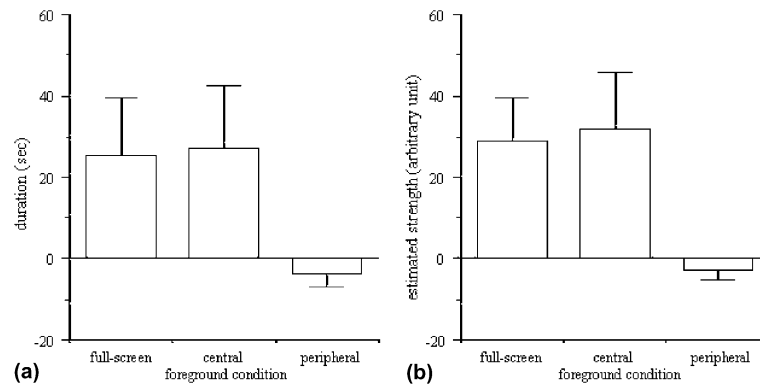 60
40
20
0
-20
duration (sec)
full-screen central peripheral
foreground condition
(a)
60
40
20
0
-20
estimated strength (arbitrary unit)
full-screen central peripheral
foreground condition
(b)